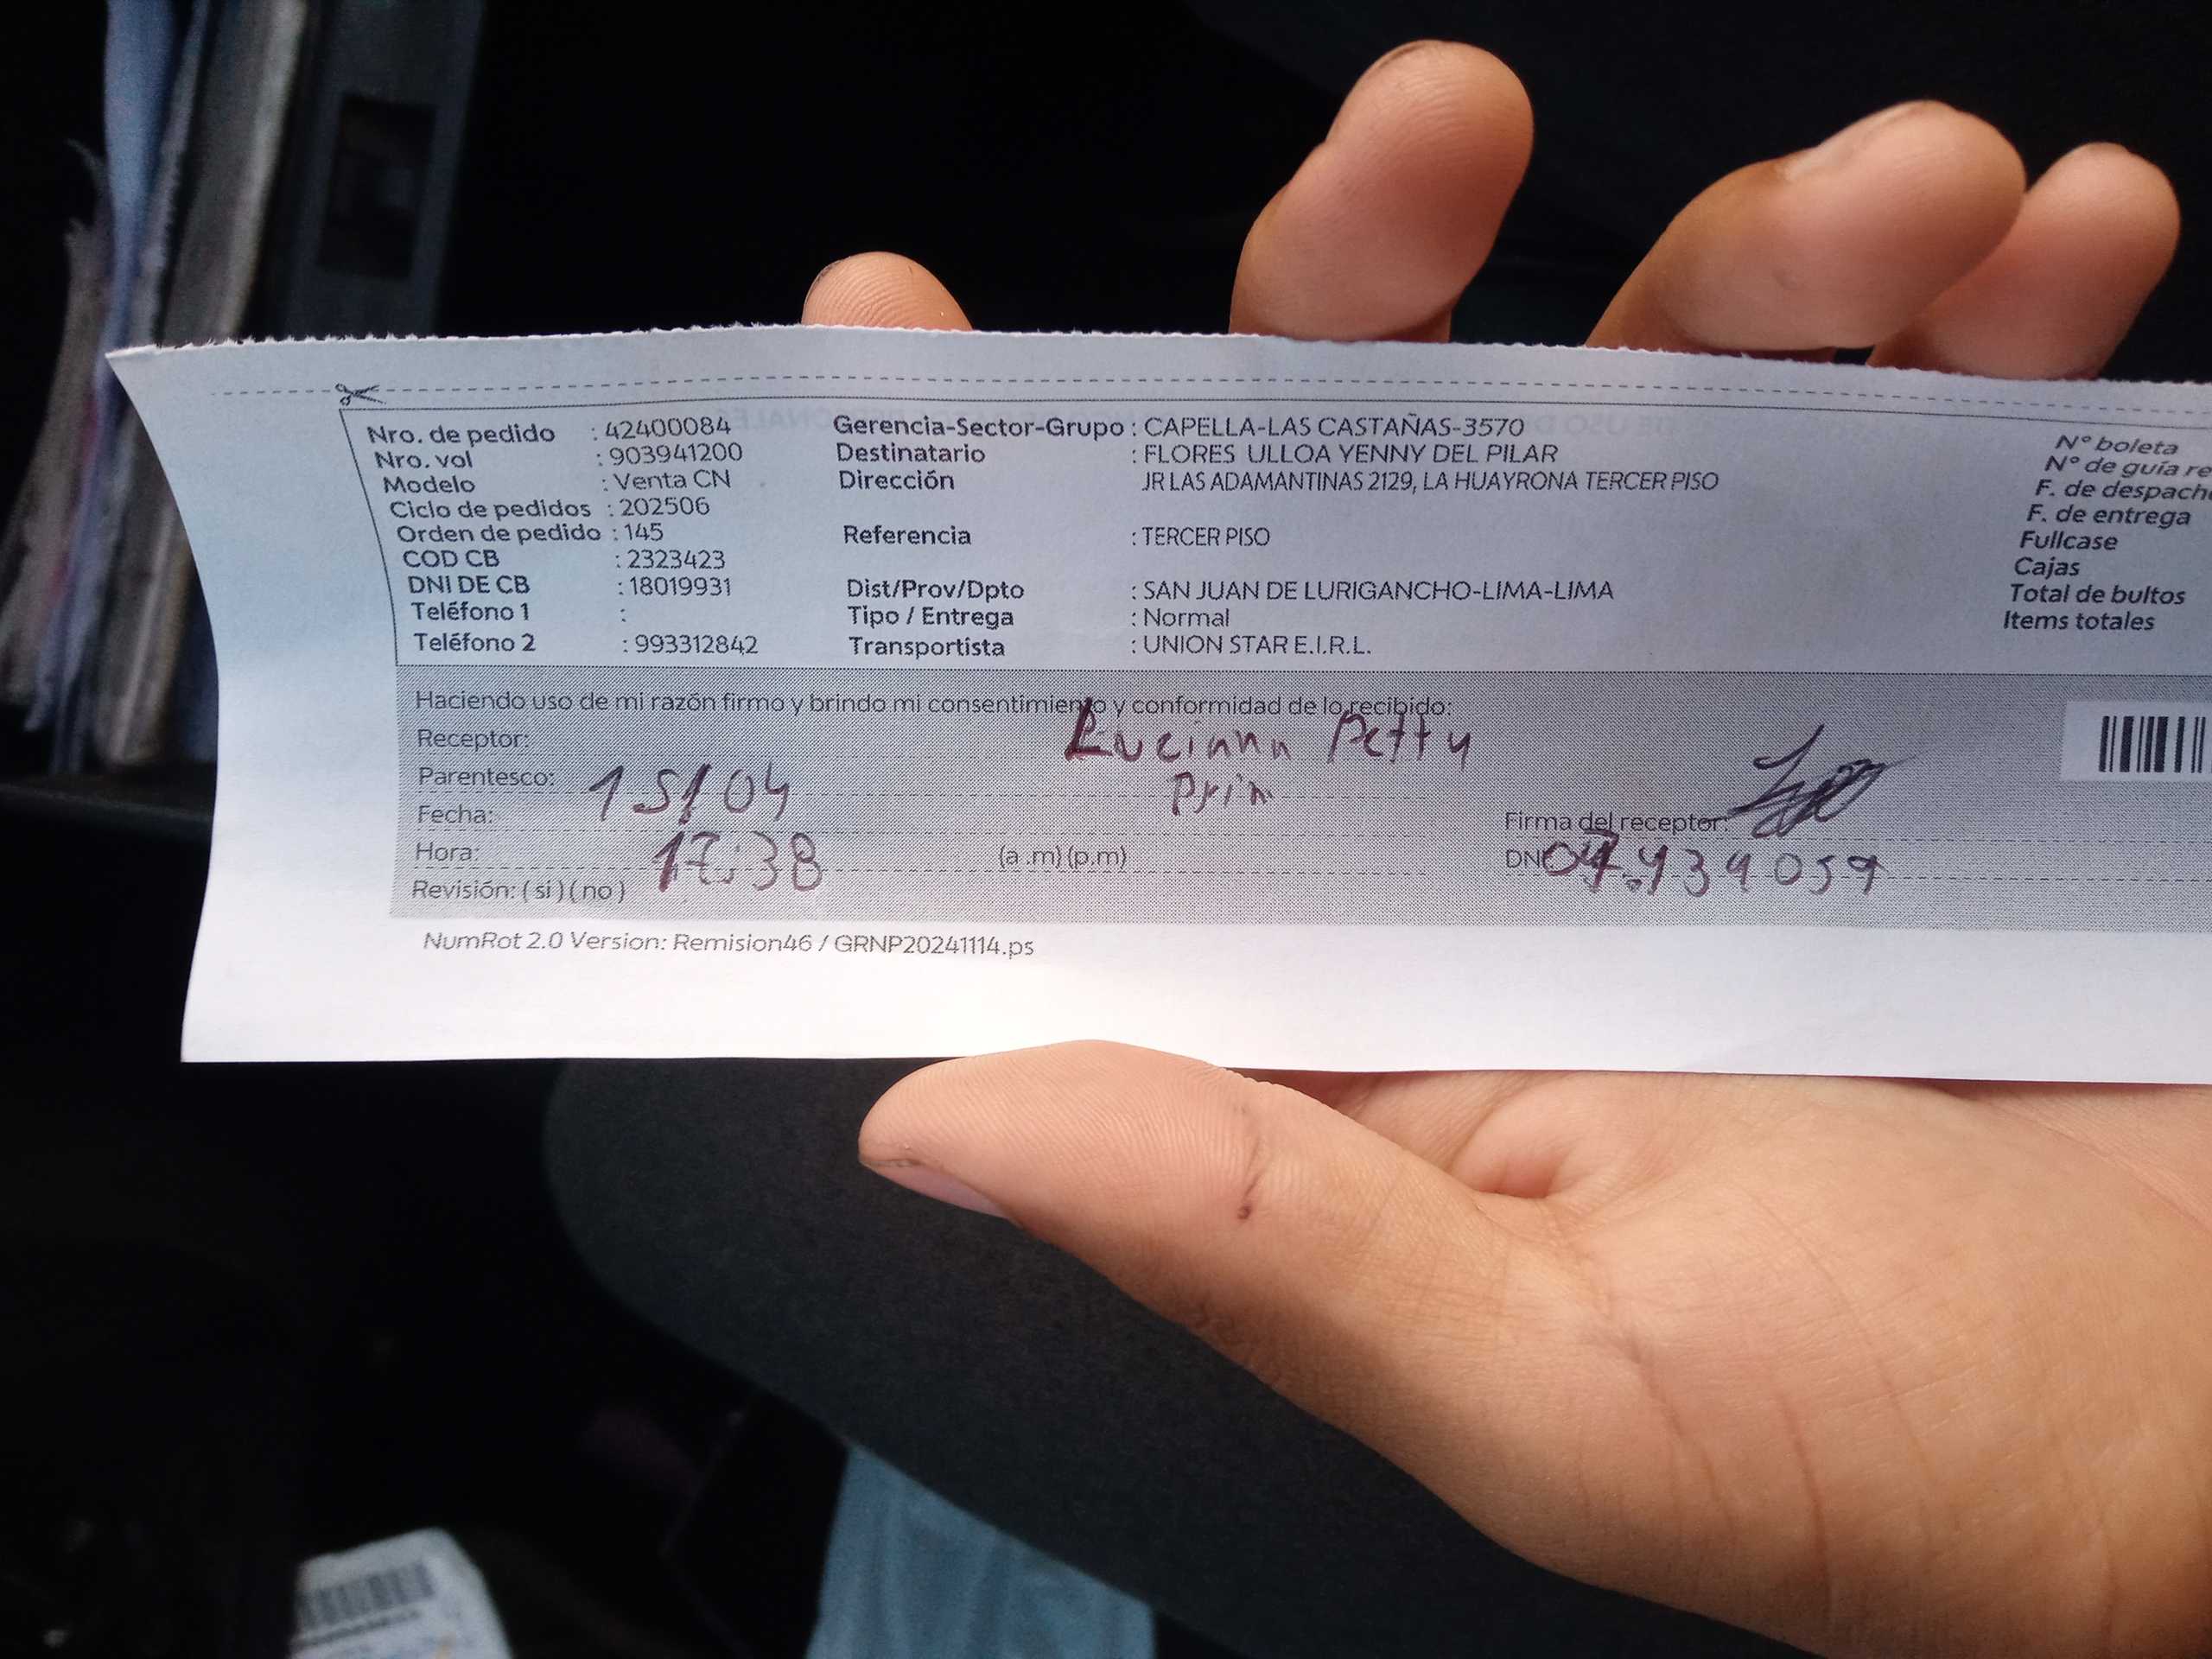 Nro. de pedido : 42400084
Nro. vol : 903941200
Modelo : Venta CN
Ciclo de pedidos : 202506
Orden de pedido : 145
COD CB : 2323423
DNI DE CB : 18019931
Teléfono 1 :
Teléfono 2 : 993312842
Gerencia-Sector-Grupo : CAPELLA-LAS CASTAÑAS-3570
Destinatario : FLORES ULLOA YENNY DEL PILAR
Dirección JR LAS ADAMANTINAS 2129, LA HUAYRONA TERCER PISO
Referencia : TERCER PISO
Dist/Prov/Dpto : SAN JUAN DE LURIGANCHO-LIMA-LIMA
Tipo / Entrega : Normal
Transportista : UNION STAR E.I.R.L.
N° boleta
N° de guía re
F. de despach
F. de entrega
Fullcase
Cajas
Total de bultos
Items totales
Haciendo uso de mi razón firmo y brindo mi consentimiento y conformidad de lo recibido:
Receptor: Luciana Petty
Parentesco: Prim
Fecha: 15/04
Hora: 17:38 (a .m) (p,m)
Revisión: ( si ) ( no )
Firma del receptor:
DNI
NumRot 2.0 Version: Remision46 / GRNP20241114.ps